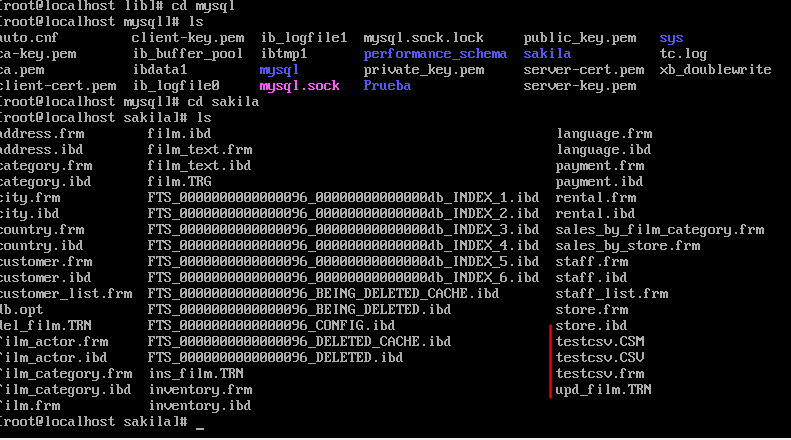 [root@localhost lib]# cd mysql
[root@localhost mysql]# ls
auto.cnf client-key.pem ib_logfile1 mysql.sock.lock public_key.pem sys
ca-key.pem ib_buffer_pool ibtmp1 performance_schema sakila tc.log
ca.pem ibdata1 mysql private_key.pem server-cert.pem xb_doublewrite
client-cert.pem ib_logfile0 mysql.sock Prueba server-key.pem
[root@localhost mysql]# cd sakila
[root@localhost sakila]# ls
address.frm film.ibd language.frm
address.ibd film_text.frm language.ibd
category.frm film_text.ibd payment.frm
category.ibd film.TRG payment.ibd
city.frm FTS_0000000000000096_00000000000000db_INDEX_1.ibd rental.frm
city.ibd FTS_0000000000000096_00000000000000db_INDEX_2.ibd rental.ibd
country.frm FTS_0000000000000096_00000000000000db_INDEX_3.ibd sales_by_film_category.frm
country.ibd FTS_0000000000000096_00000000000000db_INDEX_4.ibd sales_by_store.frm
customer.frm FTS_0000000000000096_00000000000000db_INDEX_5.ibd staff.frm
customer.ibd FTS_0000000000000096_00000000000000db_INDEX_6.ibd staff.ibd
customer_list.frm FTS_0000000000000096_BEING_DELETED_CACHE.ibd staff_list.frm
db.opt FTS_0000000000000096_BEING_DELETED.ibd store.frm
del_film.TRN FTS_0000000000000096_CONFIG.ibd store.ibd
film_actor.frm FTS_0000000000000096_DELETED_CACHE.ibd testcsv.CSM
film_actor.ibd FTS_0000000000000096_DELETED.ibd testcsv.CSV
film_category.frm ins_film.TRN testcsv.frm
film_category.ibd inventory.frm upd_film.TRN
film.frm inventory.ibd
[root@localhost sakila]# _